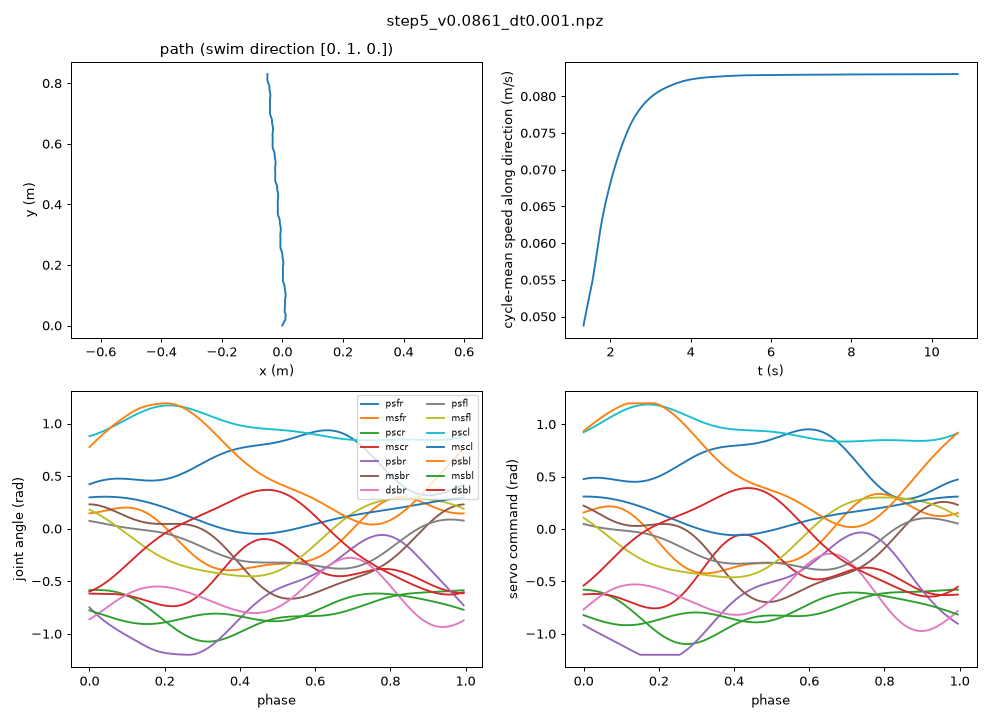 step5_v0.0861_dt0.001.npz
path (swim direction [0. 1. 0.])
0.8
0.6
0.4
0.2
0.0
y (m)
−0.6 −0.4 −0.2 0.0 0.2 0.4 0.6
x (m)
0.080
0.075
0.070
0.065
0.060
0.055
0.050
cycle-mean speed along direction (m/s)
2 4 6 8 10
t (s)
1.0
0.5
0.0
−0.5
−1.0
joint angle (rad)
psfr psfl
msfr msfl
pscr pscl
mscr mscl
psbr psbl
msbr msbl
dsbr dsbl
0.0 0.2 0.4 0.6 0.8 1.0
phase
1.0
0.5
0.0
−0.5
−1.0
servo command (rad)
0.0 0.2 0.4 0.6 0.8 1.0
phase